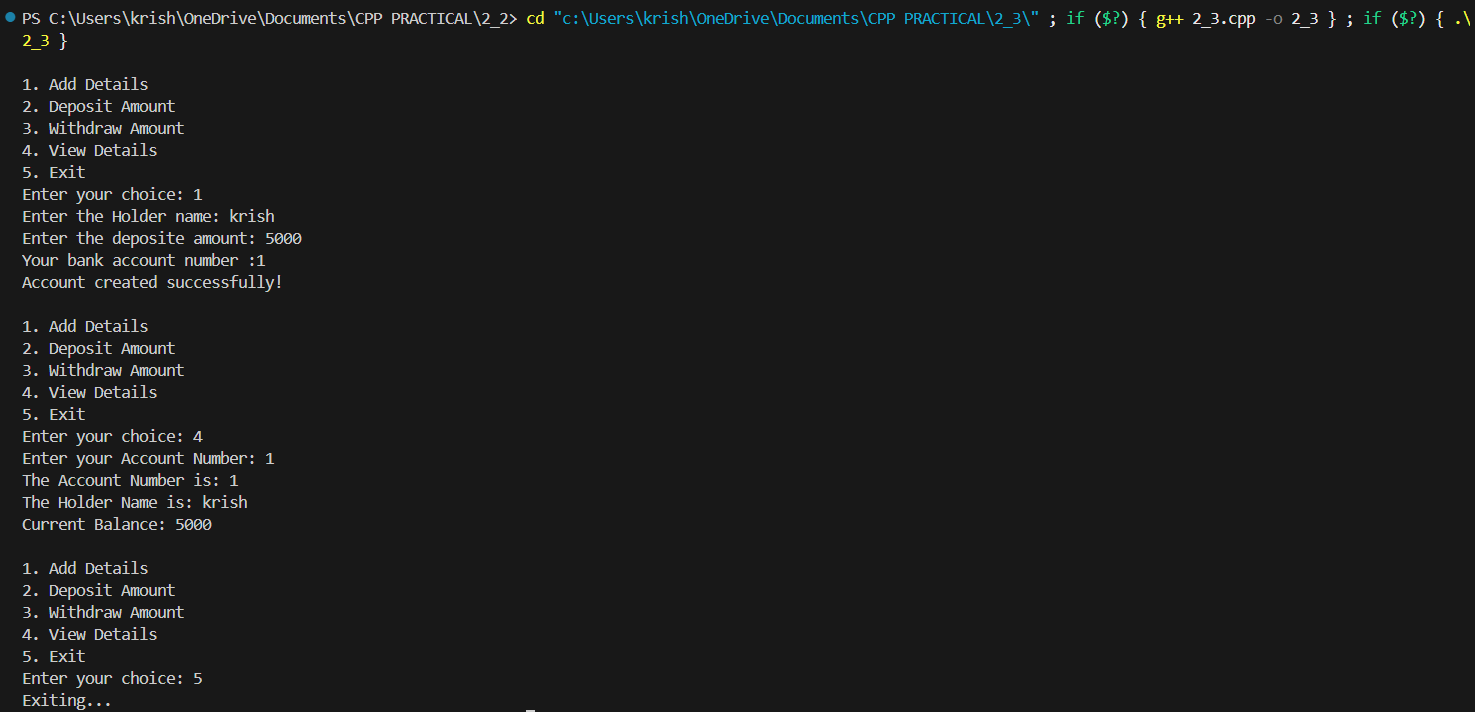 PS C:\Users\krish\OneDrive\Documents\CPP PRACTICAL\2_2> cd "c:\Users\krish\OneDrive\Documents\CPP PRACTICAL\2_3\" ; if ($?) { g++ 2_3.cpp -o 2_3 } ; if ($?) { .\
2_3 }

1. Add Details
2. Deposit Amount
3. Withdraw Amount
4. View Details
5. Exit
Enter your choice: 1
Enter the Holder name: krish
Enter the deposite amount: 5000
Your bank account number :1
Account created successfully!

1. Add Details
2. Deposit Amount
3. Withdraw Amount
4. View Details
5. Exit
Enter your choice: 4
Enter your Account Number: 1
The Account Number is: 1
The Holder Name is: krish
Current Balance: 5000

1. Add Details
2. Deposit Amount
3. Withdraw Amount
4. View Details
5. Exit
Enter your choice: 5
Exiting...